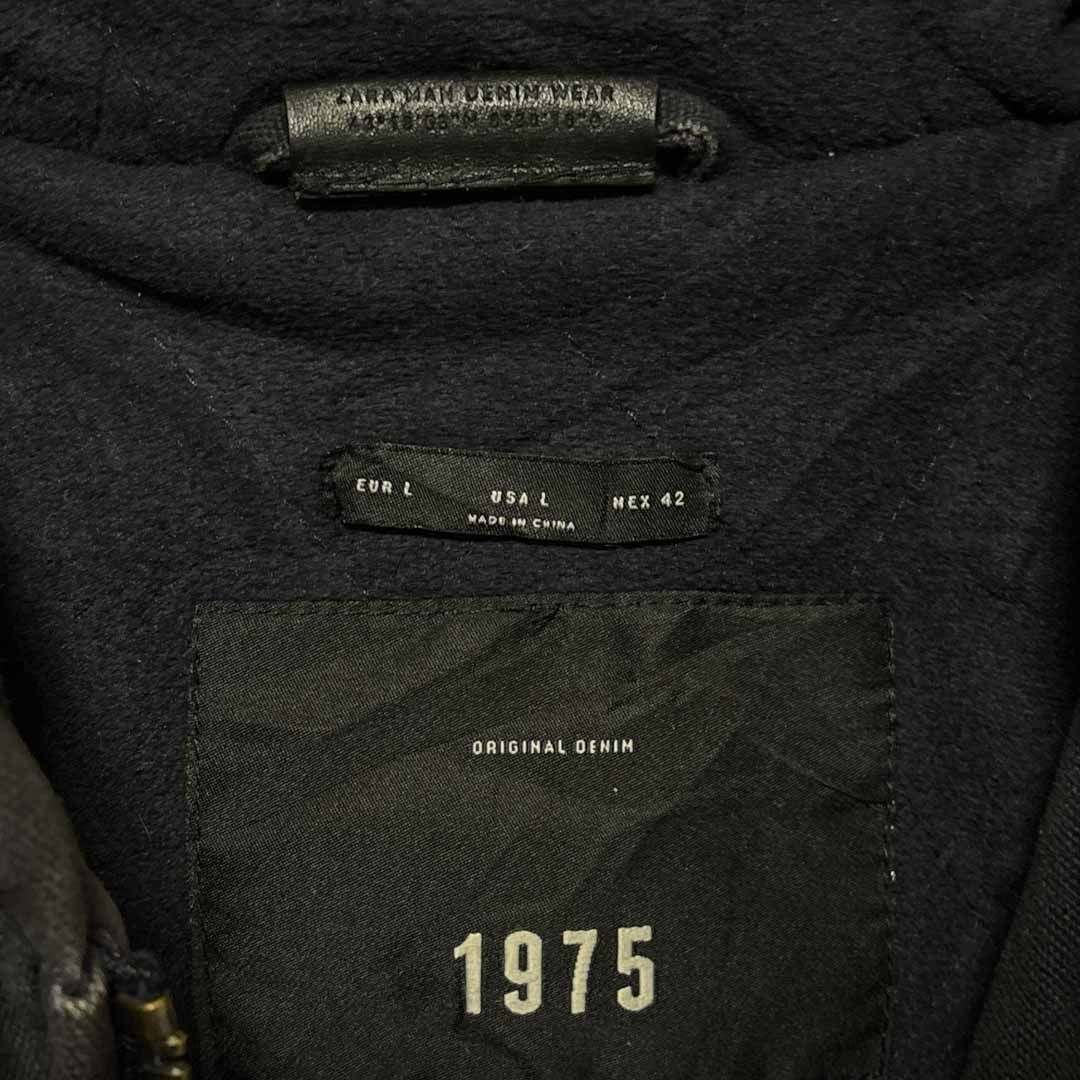 ZARA MAN DENIM WEAR
EUR L USA L MEX 42
MADE IN CHINA
ORIGINAL DENIM
1975